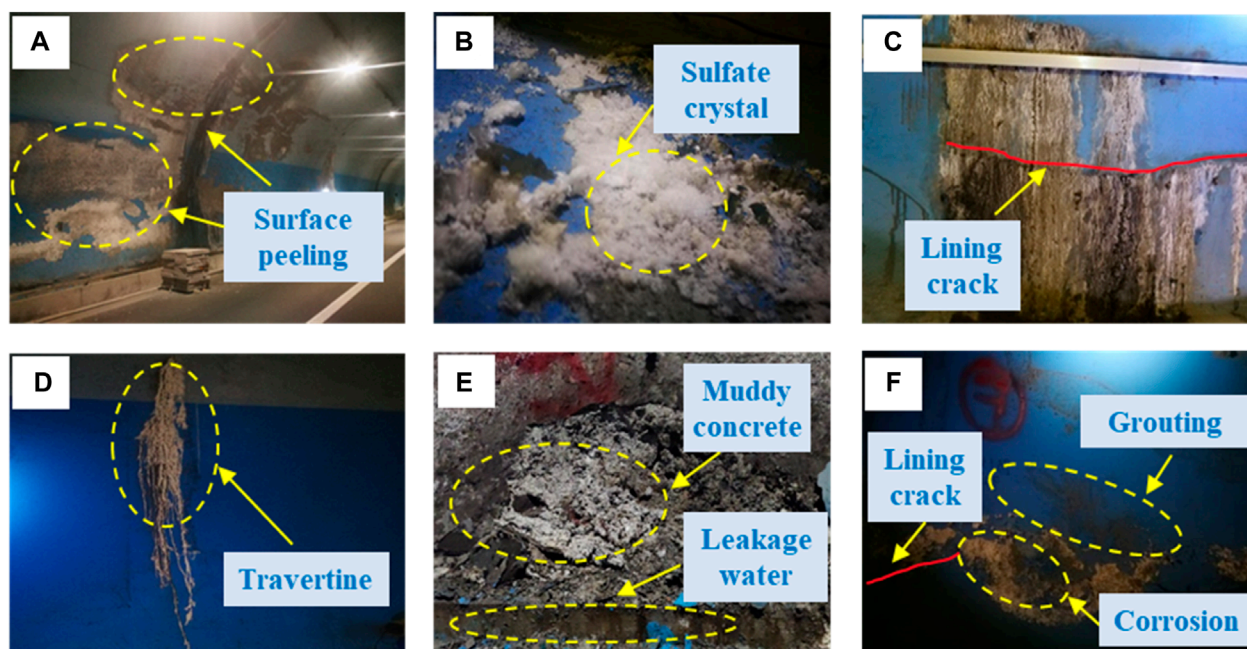 A
Surface
peeling
B
Sulfate
crystal
C
Lining
crack
D
Travertine
E
Muddy
concrete
Leakage
water
F
Grouting
Lining
crack
Corrosion